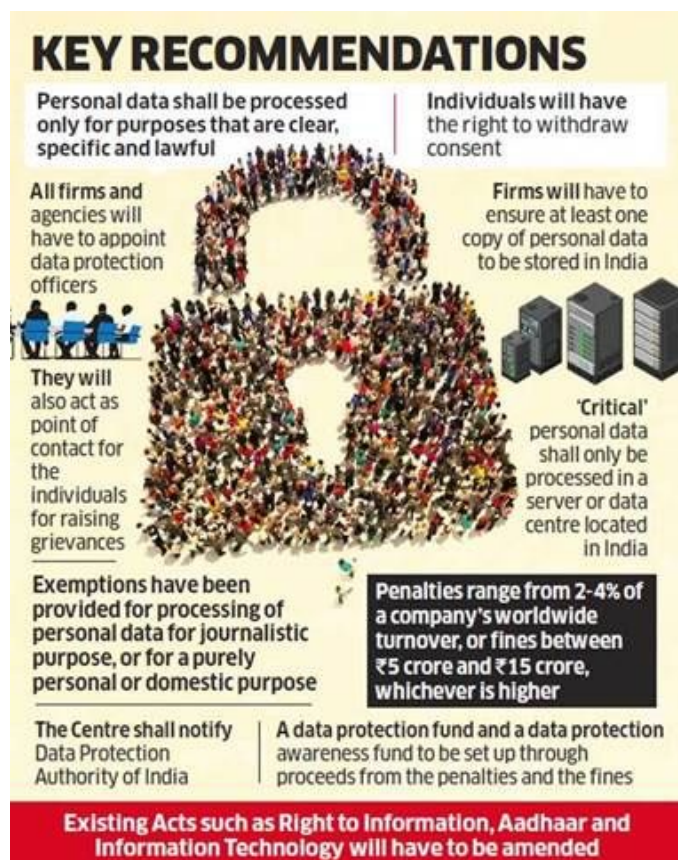 KEY RECOMMENDATIONS
Personal data shall be processed
only for purposes that are clear,
specific and lawful
Individuals will have
the right to withdraw
consent
All firms and
agencies will
have to appoint
data protection
officers
Firms will have to
ensure at least one
copy of personal data
to be stored in India
They will
also act as
point of
contact for
the
individuals
for raising
grievances
'Critical'
personal data
shall only be
processed in a
server or data
centre located
in India
Exemptions have been
provided for processing of
personal data for journalistic
purpose, or for a purely
personal or domestic purpose
Penalties range from 2-4% of
a company's worldwide
turnover, or fines between
₹5 crore and ₹15 crore,
whichever is higher
The Centre shall notify
Data Protection
Authority of India
A data protection fund and a data protection
awareness fund to be set up through
proceeds from the penalties and the fines
Existing Acts such as Right to Information, Aadhaar and
Information Technology will have to be amended